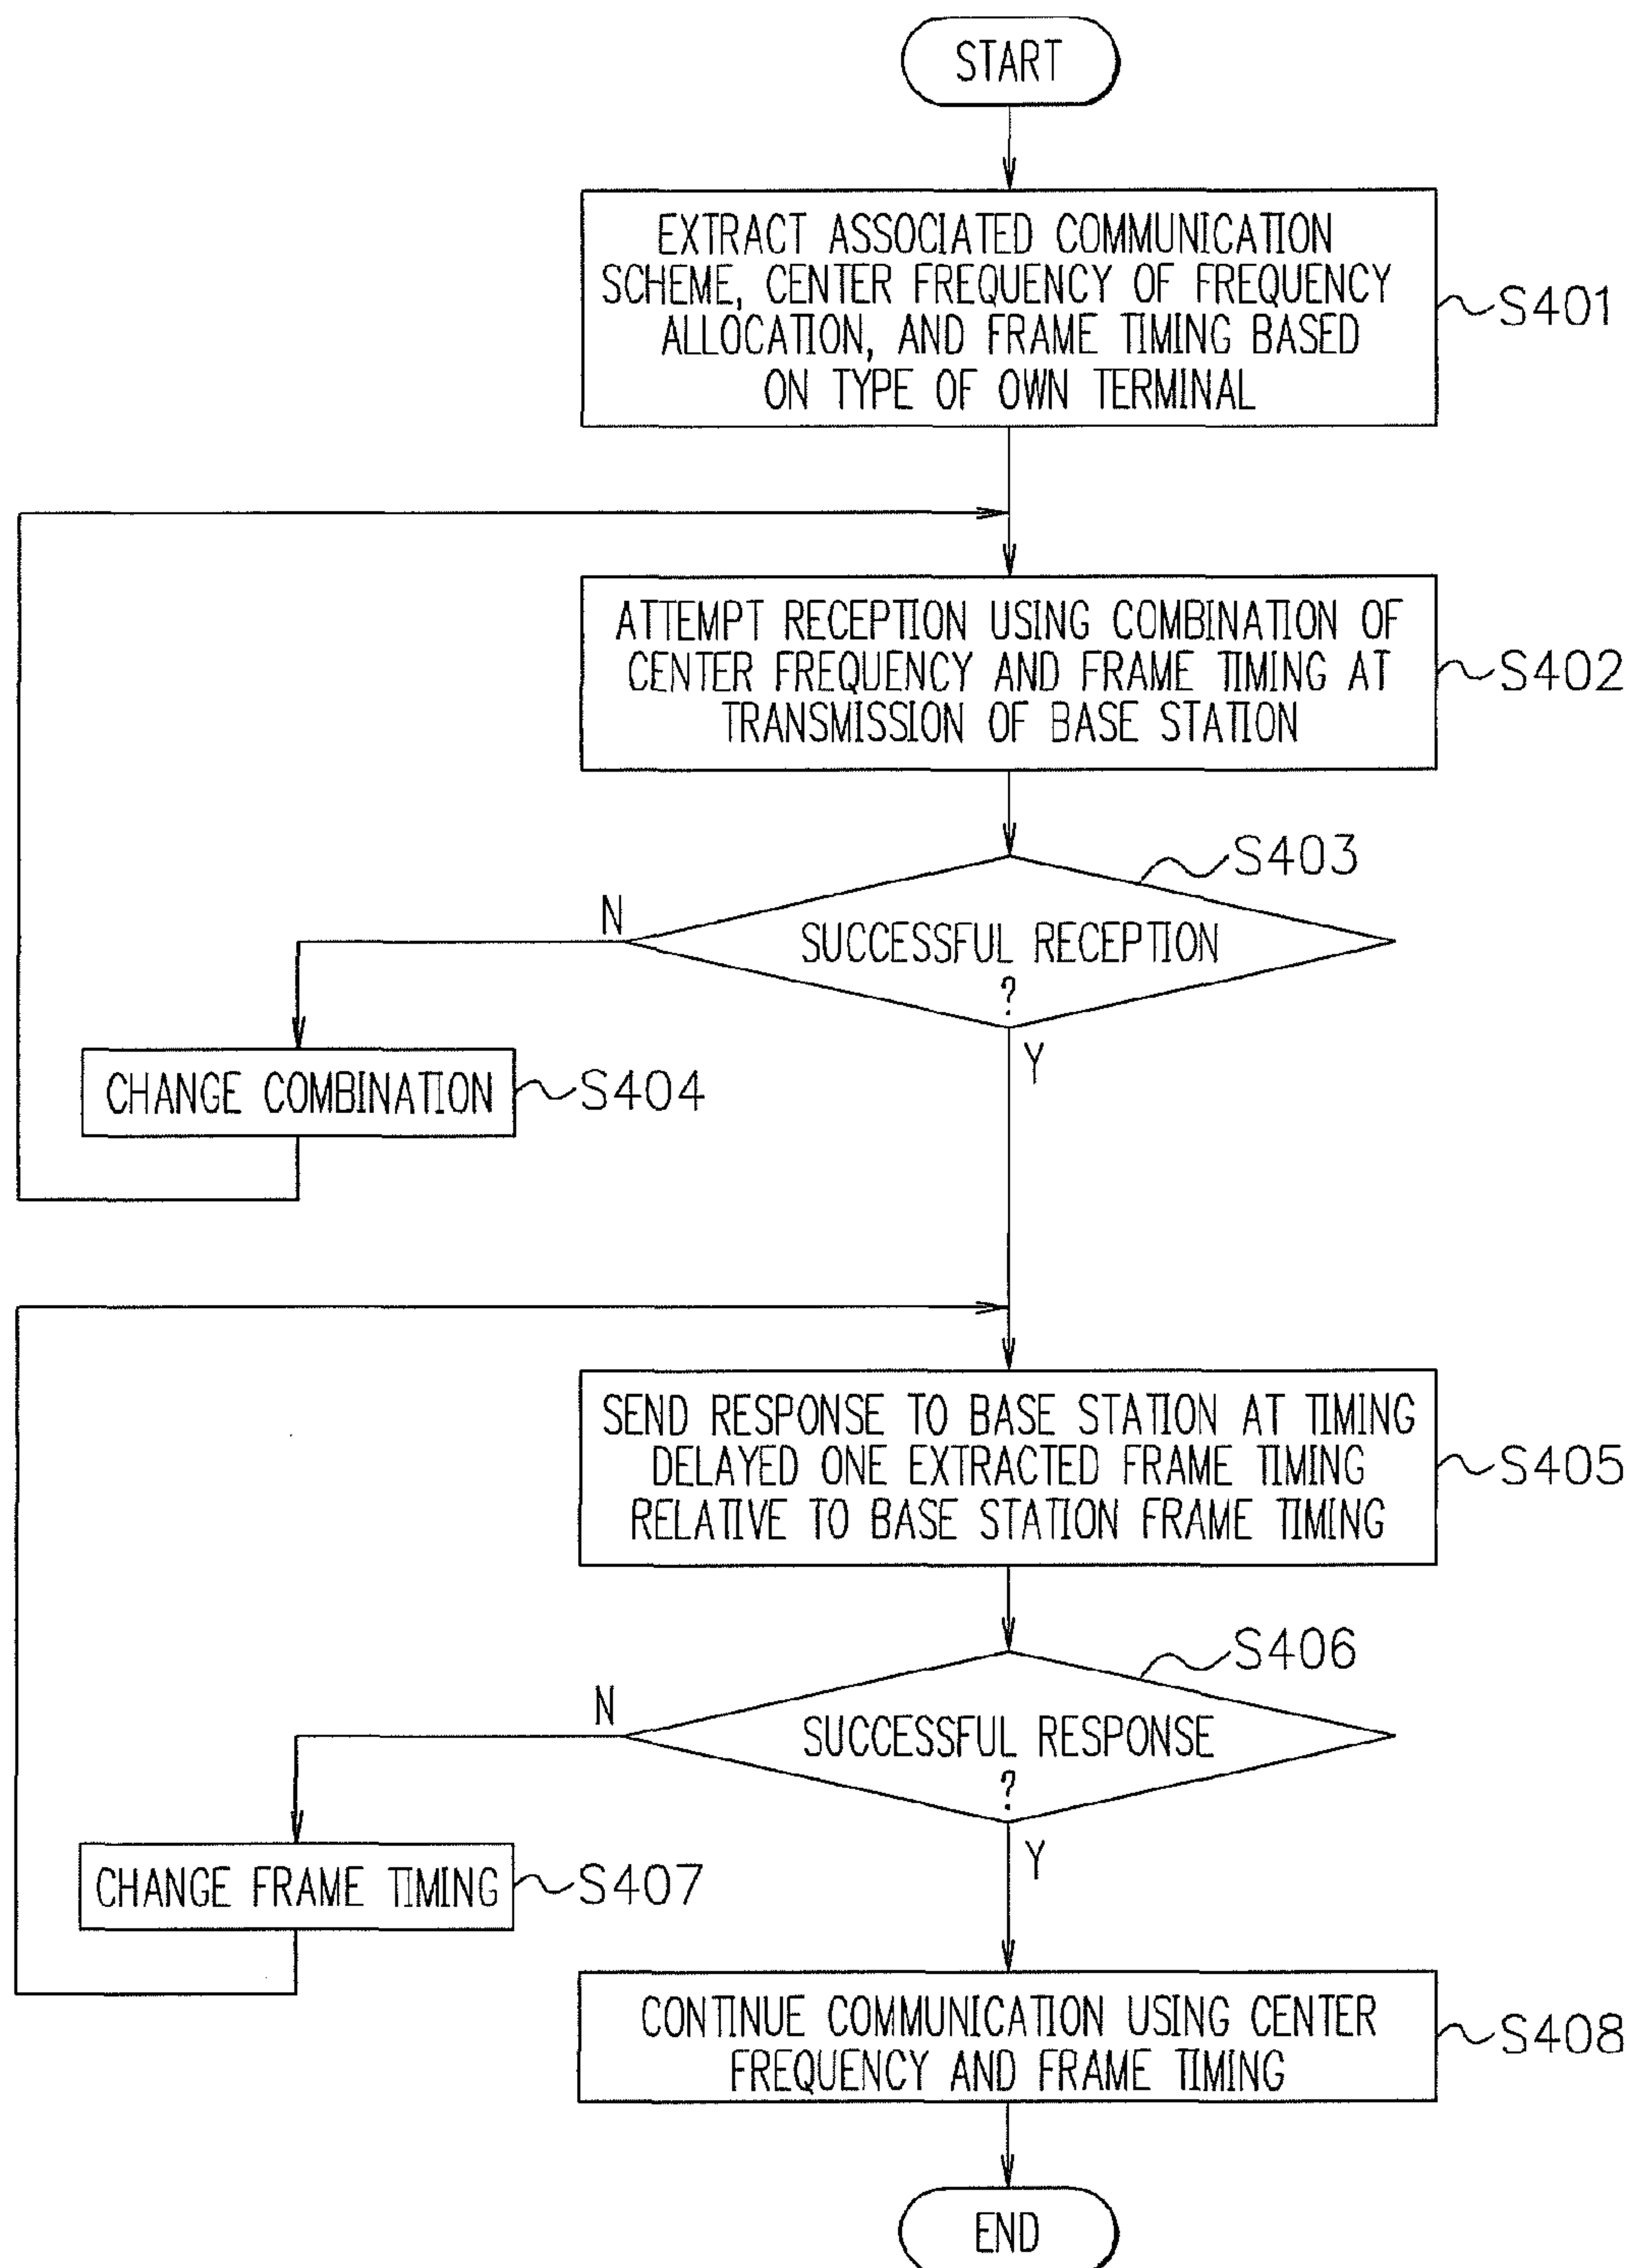 START
EXTRACT ASSOCIATED COMMUNICATION
SCHEME, CENTER FREQUENCY OF FREQUENCY
ALLOCATION, AND FRAME TIMING BASED
ON TYPE OF OWN TERMINAL
S401
ATTEMPT RECEPTION USING COMBINATION OF
CENTER FREQUENCY AND FRAME TIMING AT
TRANSMISSION OF BASE STATION
S402
S403
N
SUCCESSFUL RECEPTION
?
Y
CHANGE COMBINATION
S404
SEND RESPONSE TO BASE STATION AT TIMING
DELAYED ONE EXTRACTED FRAME TIMING
RELATIVE TO BASE STATION FRAME TIMING
S405
S406
N
SUCCESSFUL RESPONSE
?
Y
CHANGE FRAME TIMING
S407
CONTINUE COMMUNICATION USING CENTER
FREQUENCY AND FRAME TIMING
S408
END